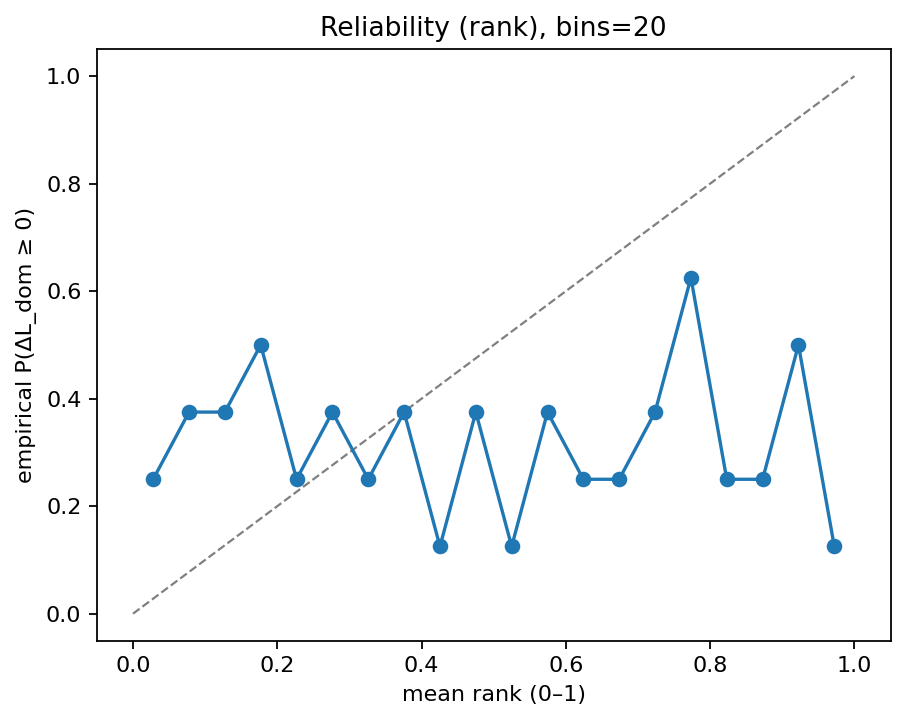 Reliability (rank), bins=20
1.0
0.8
0.6
0.4
0.2
0.0
empirical P(ΔL_dom ≥ 0)
0.0 0.2 0.4 0.6 0.8 1.0
mean rank (0–1)